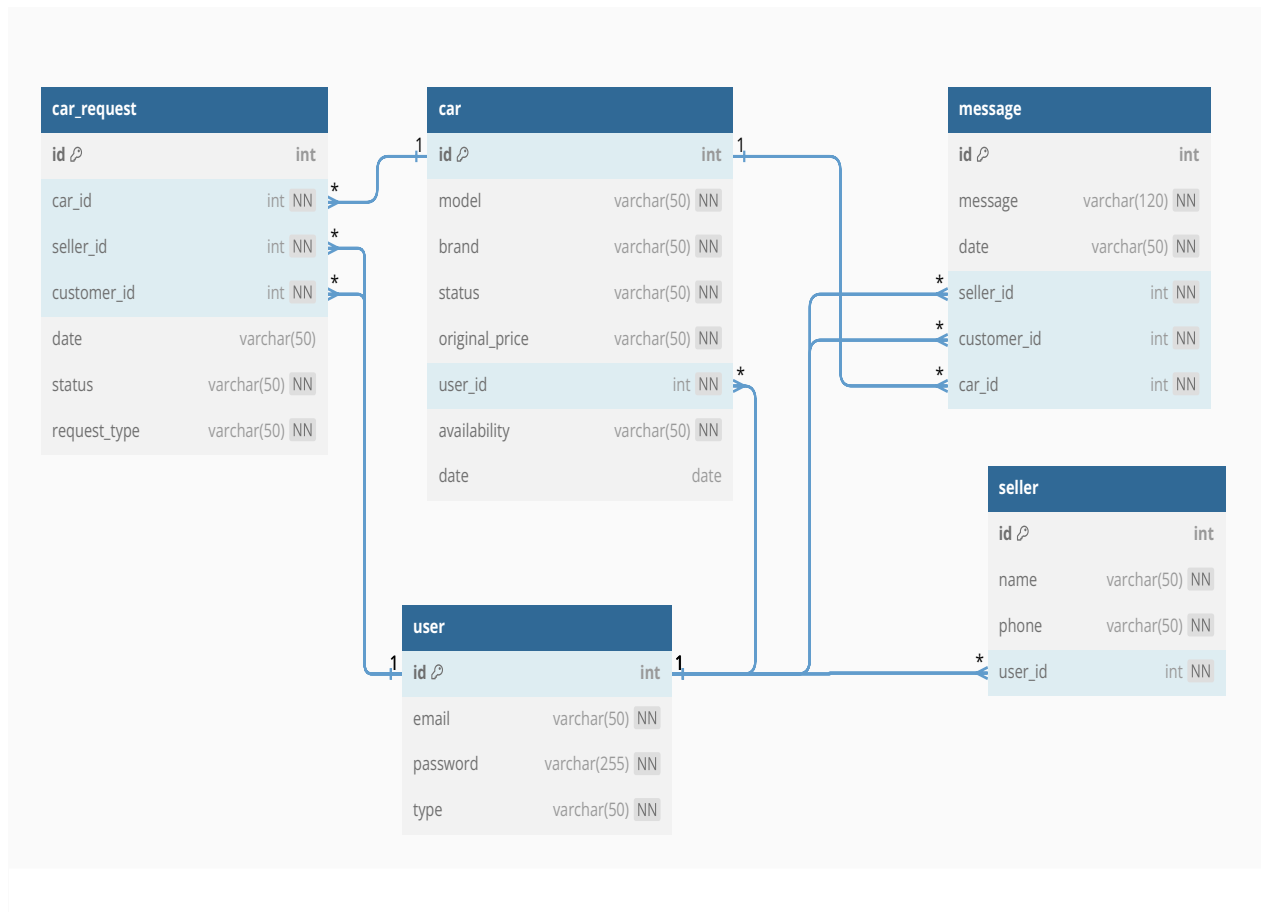 car_request
id int
car_id int NN
seller_id int NN
customer_id int NN
date varchar(50)
status varchar(50) NN
request_type varchar(50) NN
1
*
*
*
car
id int
model varchar(50) NN
brand varchar(50) NN
status varchar(50) NN
original_price varchar(50) NN
user_id int NN
availability varchar(50) NN
date date
1
*
message
id int
message varchar(120) NN
date varchar(50) NN
seller_id int NN
customer_id int NN
car_id int NN
*
*
*
seller
id int
name varchar(50) NN
phone varchar(50) NN
user_id int NN
*
user
id int
email varchar(50) NN
password varchar(255) NN
type varchar(50) NN
1
1